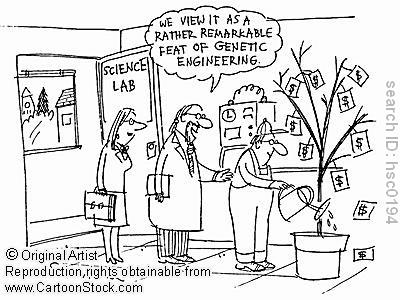 WE VIEW IT AS A
RATHER REMARKABLE
FEAT OF GENETIC
ENGINEERING.
SCIENCE
LAB
$
$
$
$
$
$
$
$
$
$
$
© Original Artist
Reproduction rights obtainable from
www.CartoonStock.com
search ID: hsc0194